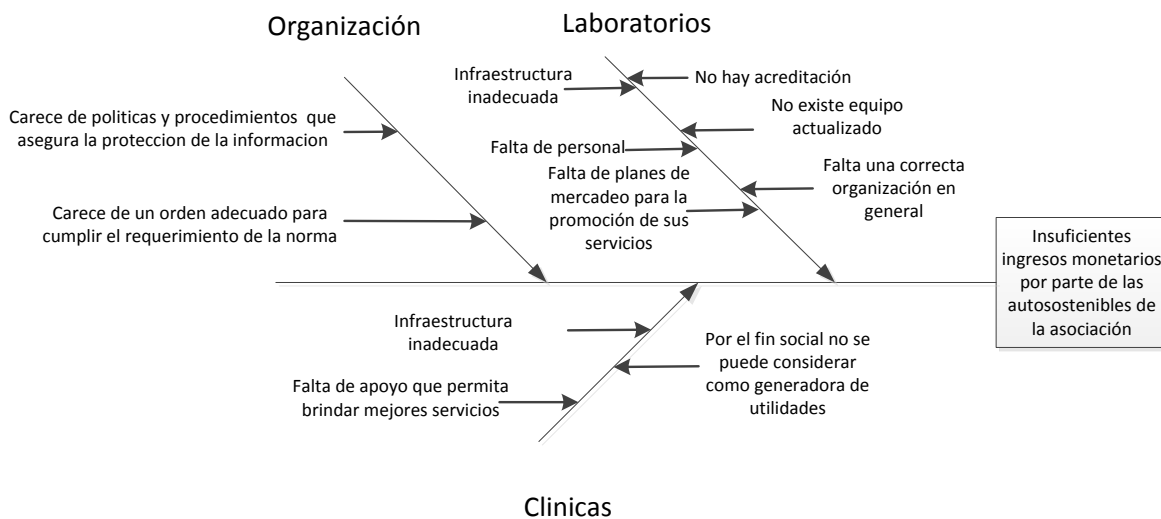 Organización
Laboratorios
Infraestructura
inadecuada
No hay acreditación
Carece de politicas y procedimientos que
asegura la proteccion de la informacion
No existe equipo
actualizado
Falta de personal
Falta de planes de
mercadeo para la
promoción de sus
servicios
Falta una correcta
organización en
general
Carece de un orden adecuado para
cumplir el requerimiento de la norma
Insuficientes
ingresos monetarios
por parte de las
autosostenibles de
la asociación
Infraestructura
inadecuada
Por el fin social no se
puede considerar
como generadora de
utilidades
Falta de apoyo que permita
brindar mejores servicios
Clinicas